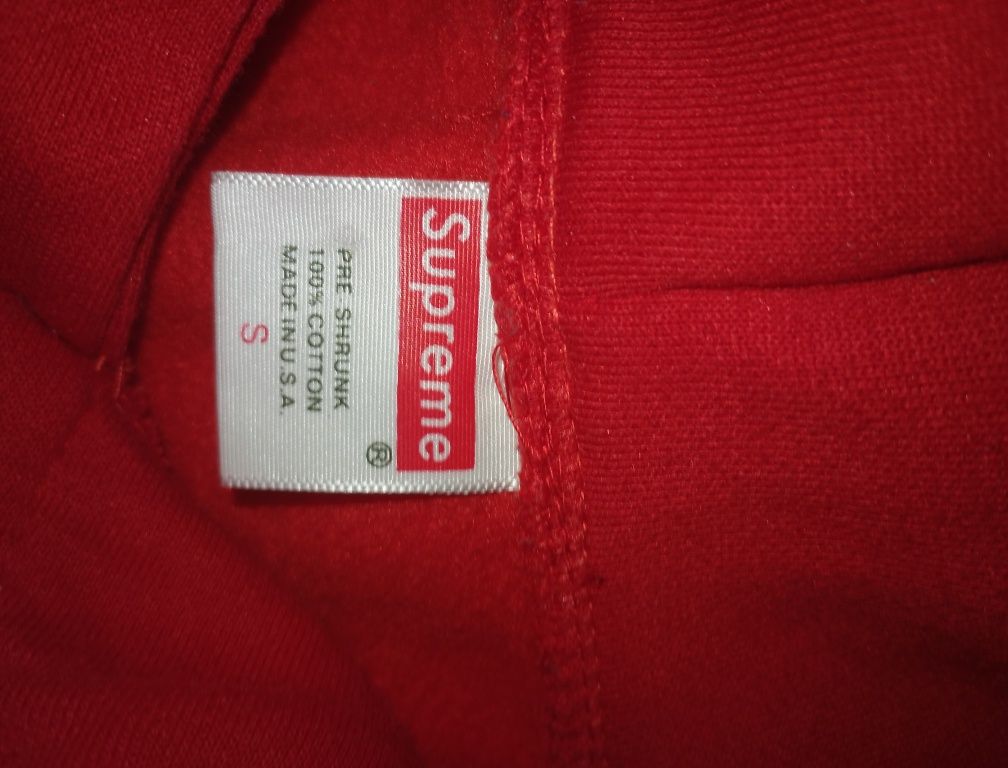 Supreme
®
PRE SHRUNK
100% COTTON
MADE IN U.S.A.
S